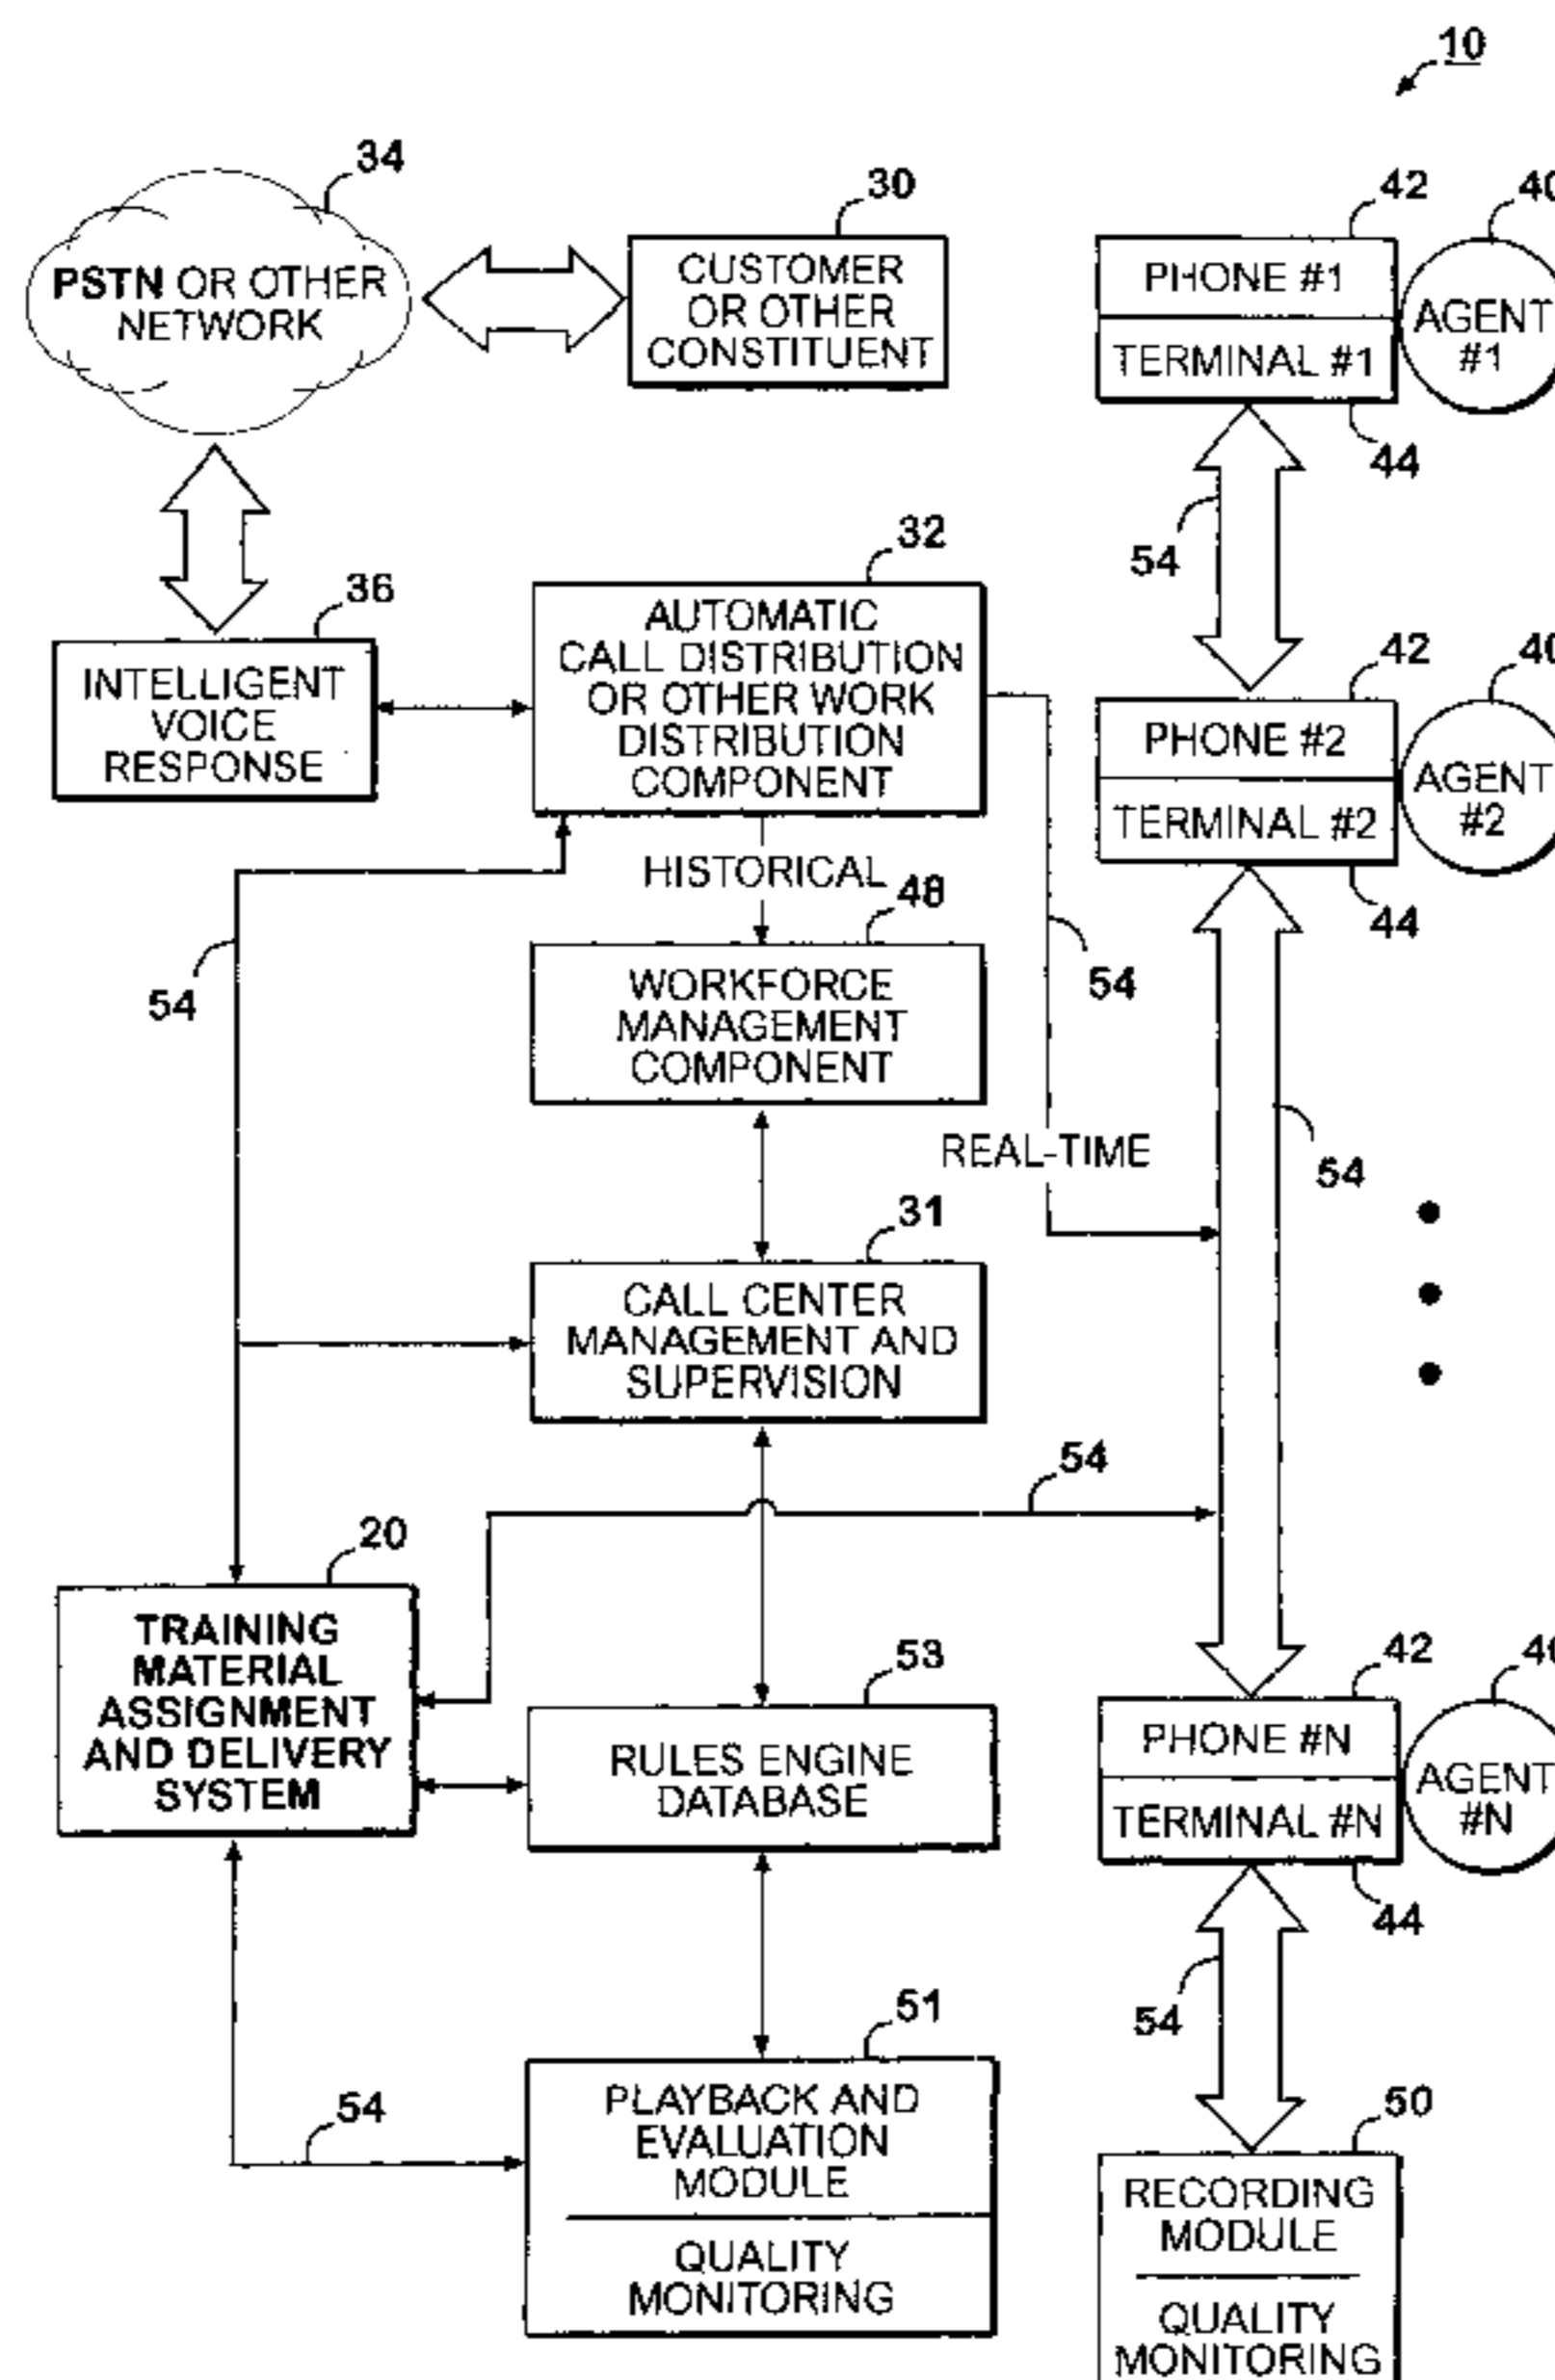 10
34
PSTN OR OTHER
NETWORK
30
CUSTOMER
OR OTHER
CONSTITUENT
42
40
PHONE #1
TERMINAL #1
AGENT
#1
44
54
36
INTELLIGENT
VOICE
RESPONSE
32
AUTOMATIC
CALL DISTRIBUTION
OR OTHER WORK
DISTRIBUTION
COMPONENT
42
40
PHONE #2
TERMINAL #2
AGENT
#2
44
HISTORICAL
48
54
54
WORKFORCE
MANAGEMENT
COMPONENT
REAL-TIME
54
31
CALL CENTER
MANAGEMENT AND
SUPERVISION
54
20
TRAINING
MATERIAL
ASSIGNMENT
AND DELIVERY
SYSTEM
53
RULES ENGINE
DATABASE
42
40
PHONE #N
TERMINAL #N
AGENT
#N
44
54
51
PLAYBACK AND
EVALUATION
MODULE
QUALITY
MONITORING
54
50
RECORDING
MODULE
QUALITY
MONITORING